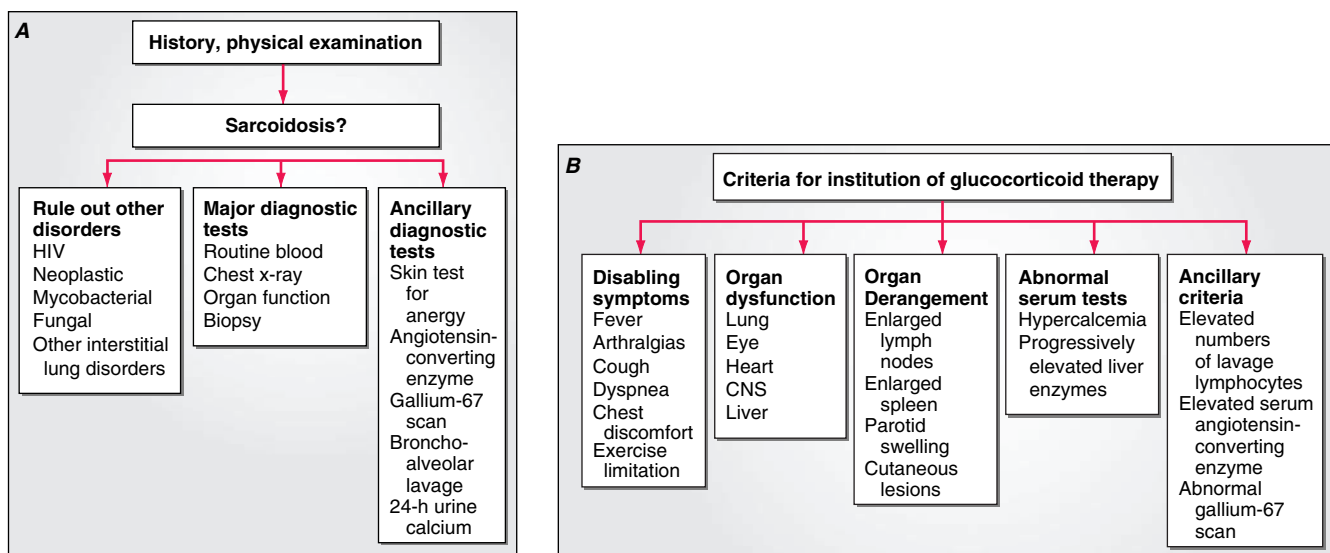 A
History, physical examination
Sarcoidosis?
Rule out other
disorders
HIV
Neoplastic
Mycobacterial
Fungal
Other interstitial
lung disorders
Major diagnostic
tests
Routine blood
Chest x-ray
Organ function
Biopsy
Ancillary
diagnostic
tests
Skin test
for
anergy
Angiotensin-
converting
enzyme
Gallium-67
scan
Broncho-
alveolar
lavage
24-h urine
calcium
B
Criteria for institution of glucocorticoid therapy
Disabling
symptoms
Fever
Arthralgias
Cough
Dyspnea
Chest
discomfort
Exercise
limitation
Organ
dysfunction
Lung
Eye
Heart
CNS
Liver
Organ
Derangement
Enlarged
lymph
nodes
Enlarged
spleen
Parotid
swelling
Cutaneous
lesions
Abnormal
serum tests
Hypercalcemia
Progressively
elevated liver
enzymes
Ancillary
criteria
Elevated
numbers
of lavage
lymphocytes
Elevated serum
angiotensin-
converting
enzyme
Abnormal
gallium-67
scan